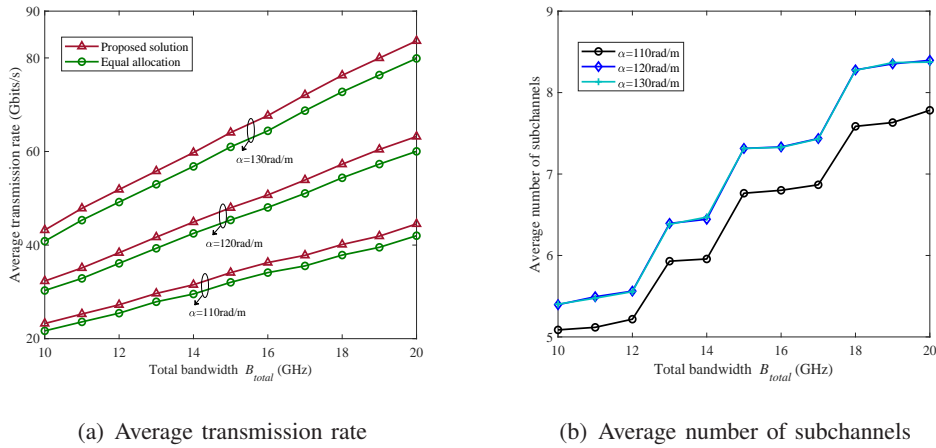 90
80
60
40
20
10
12
14
16
18
20
Average transmission rate (Gbits/s)
Total bandwidth B_total (GHz)
Proposed solution
Equal allocation
α=130rad/m
α=120rad/m
α=110rad/m
(a) Average transmission rate
9
8
7
6
5
10
12
14
16
18
20
Average number of subchannels
Total bandwidth B_total (GHz)
α=110rad/m
α=120rad/m
α=130rad/m
(b) Average number of subchannels